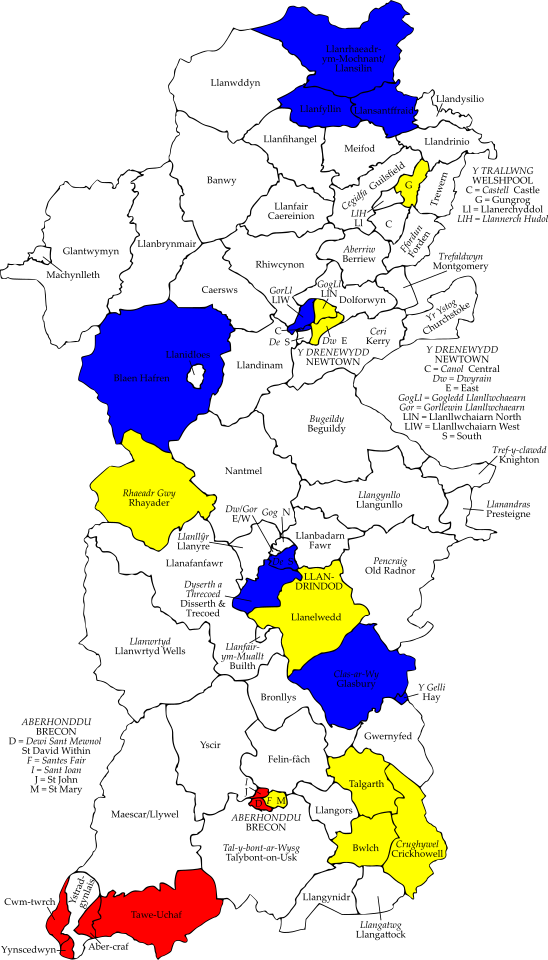 Llanrhaeadr-
ym-Mochnant/
Llansilin
Llanwddyn
Llanfyllin
Llansantffraid
Llandysilio
Llanfihangel
Meifod
Llandrinio
Banwy
Cegidfa Guilsfield
G
Trewern
Y TRALLWNG
WELSHPOOL
C = Castell Castle
G = Gungrog
Ll = Llanerchyddol
LlH = Llannerch Hudol
Llanfair
Caereinion
LlH
Ll
C
Glantwymyn
Llanbrynmair
Machynlleth
Aberriw
Berriew
Ffordun
Forden
Rhiwcynon
Trefaldwyn
Montgomery
Caersws
GogLl
LlN
GorLl
LlW
Dolforwyn
Yr Ystog
Churchstoke
C
De S
Dw E
Ceri
Kerry
Y DRENEWYDD
NEWTOWN
Llanidloes
Blaen Hafren
Llandinam
Y DRENEWYDD
NEWTOWN
C = Canol Central
Dw = Dwyrain
E = East
GogLl = Gogledd Llanllwchaearn
Gor = Gorllewin Llanllwchaearn
LlN = Llanllwchaiarn North
LlW = Llanllwchaiarn West
S = South
Bugeildy
Beguildy
Tref-y-clawdd
Knighton
Nantmel
Rhaeadr Gwy
Rhayader
Llangynllo
Llangunllo
Llanandras
Presteigne
Dw/Gor
E/W
Gog N
Llanllŷr
Llanyre
Llanbadarn
Fawr
Llanafanfawr
De S
Pencraig
Old Radnor
LLAN-
DRINDOD
Dyserth a
Threcoed
Disserth &
Trecoed
Llanelwedd
Llanwrtyd
Llanwrtyd Wells
Llanfair-
ym-Muallt
Builth
Clas-ar-Wy
Glasbury
Y Gelli
Hay
Bronllys
ABERHONDDU
BRECON
D = Dewi Sant Mewnol
St David Within
F = Santes Fair
I = Sant Ioan
J = St John
M = St Mary
Yscir
Gwernyfed
Felin-fâch
Talgarth
I
J
D
F M
ABERHONDDU
BRECON
Maescar/Llywel
Llangors
Tal-y-bont-ar-Wysg
Talybont-on-Usk
Bwlch
Crughywel
Crickhowell
Ystrad-
gynlais
Cwm-twrch
Tawe-Uchaf
Llangynidr
Llangatwg
Llangattock
Aber-craf
Yynscedwyn